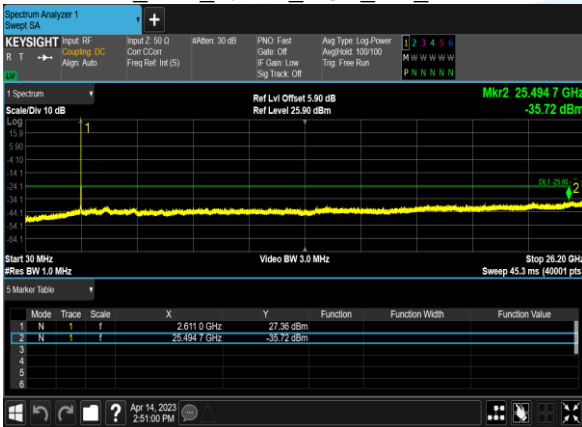 Spectrum Analyzer 1
Swept SA
+
KEYSIGHT Input: RF Input Z: 50 Ω #Atten: 30 dB PNO: Fast Avg Type: Log-Power 1 2 3 4 5 6
R T Coupling: DC Corr CCorr Gate: Off Avg|Hold: 100/100 M W W W W W
Align: Auto Freq Ref: Int (S) IF Gain: Low Trig: Free Run
LU Sig Track: Off P N N N N N
1 Spectrum Ref Lvl Offset 5.90 dB Mkr2 25.494 7 GHz
Scale/Div 10 dB Ref Level 25.90 dBm -35.72 dBm
Log
15.9 1
5.90
-4.10
-14.1
-24.1 DL1 -25.00
-34.1 2
-44.1
-54.1
-64.1
Start 30 MHz Video BW 3.0 MHz Stop 26.20 GHz
#Res BW 1.0 MHz Sweep 45.3 ms (40001 pts)
5 Marker Table
Mode Trace Scale X Y Function Function Width Function Value
1 N 1 f 2.611 0 GHz 27.36 dBm
2 N 1 f 25.494 7 GHz -35.72 dBm
3
4
5
6
? Apr 14, 2023
2:51:00 PM